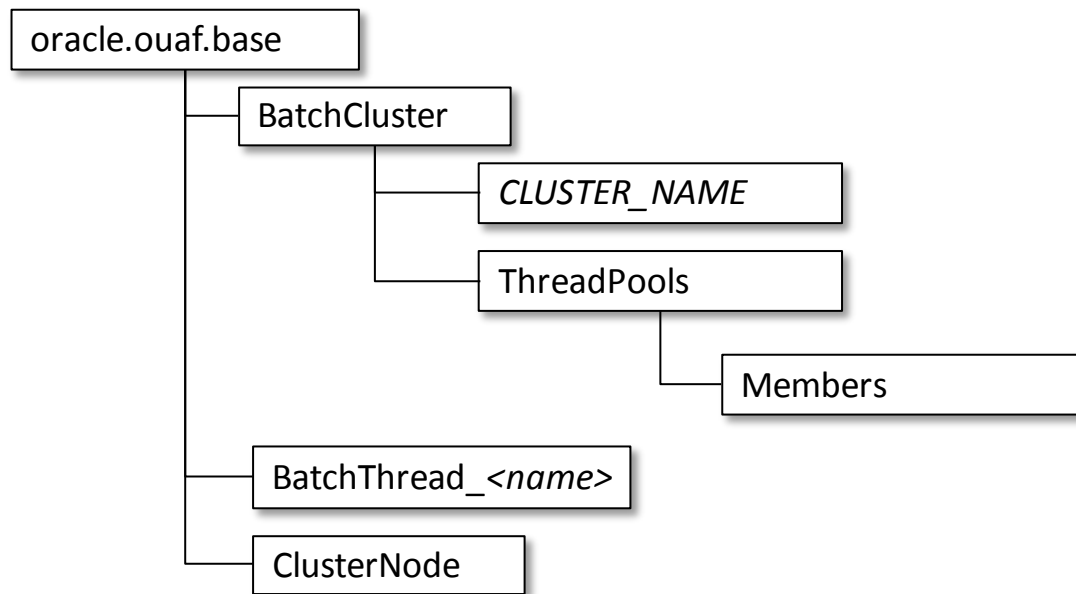 oracle.ouaf.base
BatchCluster
CLUSTER_NAME
ThreadPools
Members
BatchThread_<name>
ClusterNode